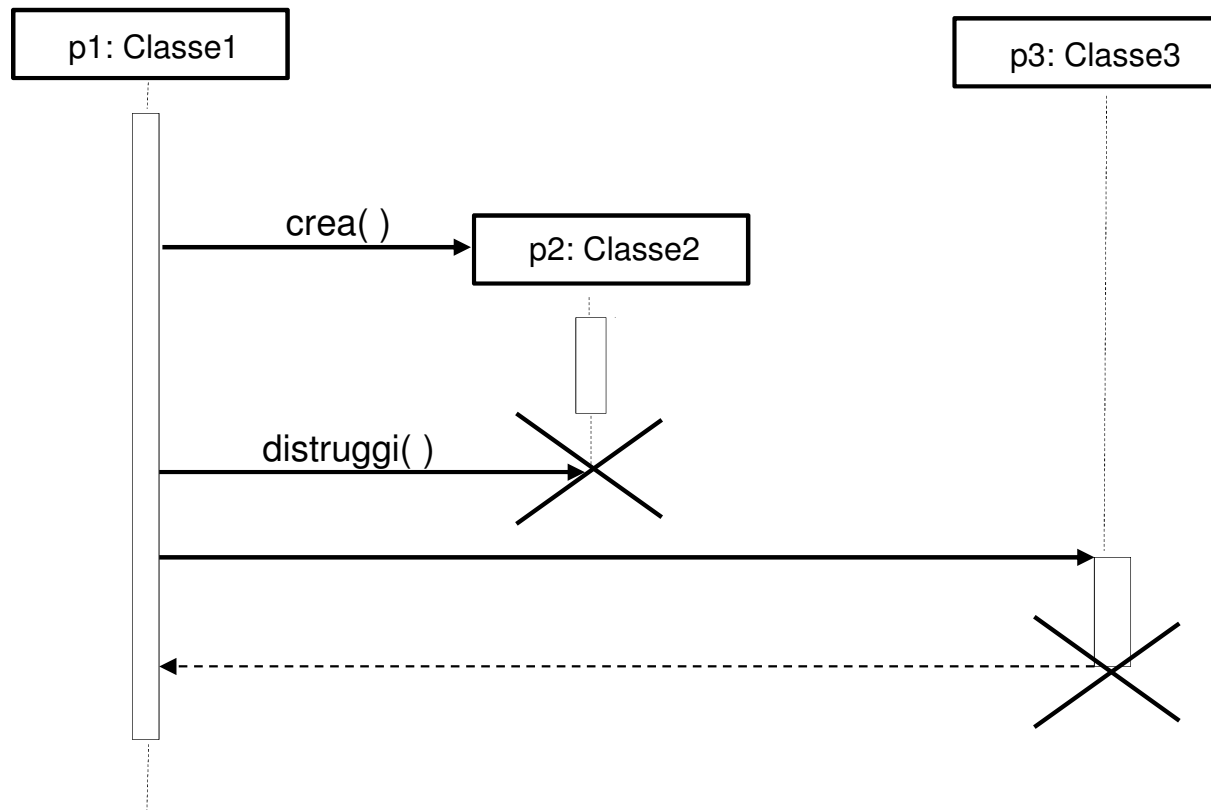 p1: Classe1
p3: Classe3
crea( )
p2: Classe2
distruggi( )